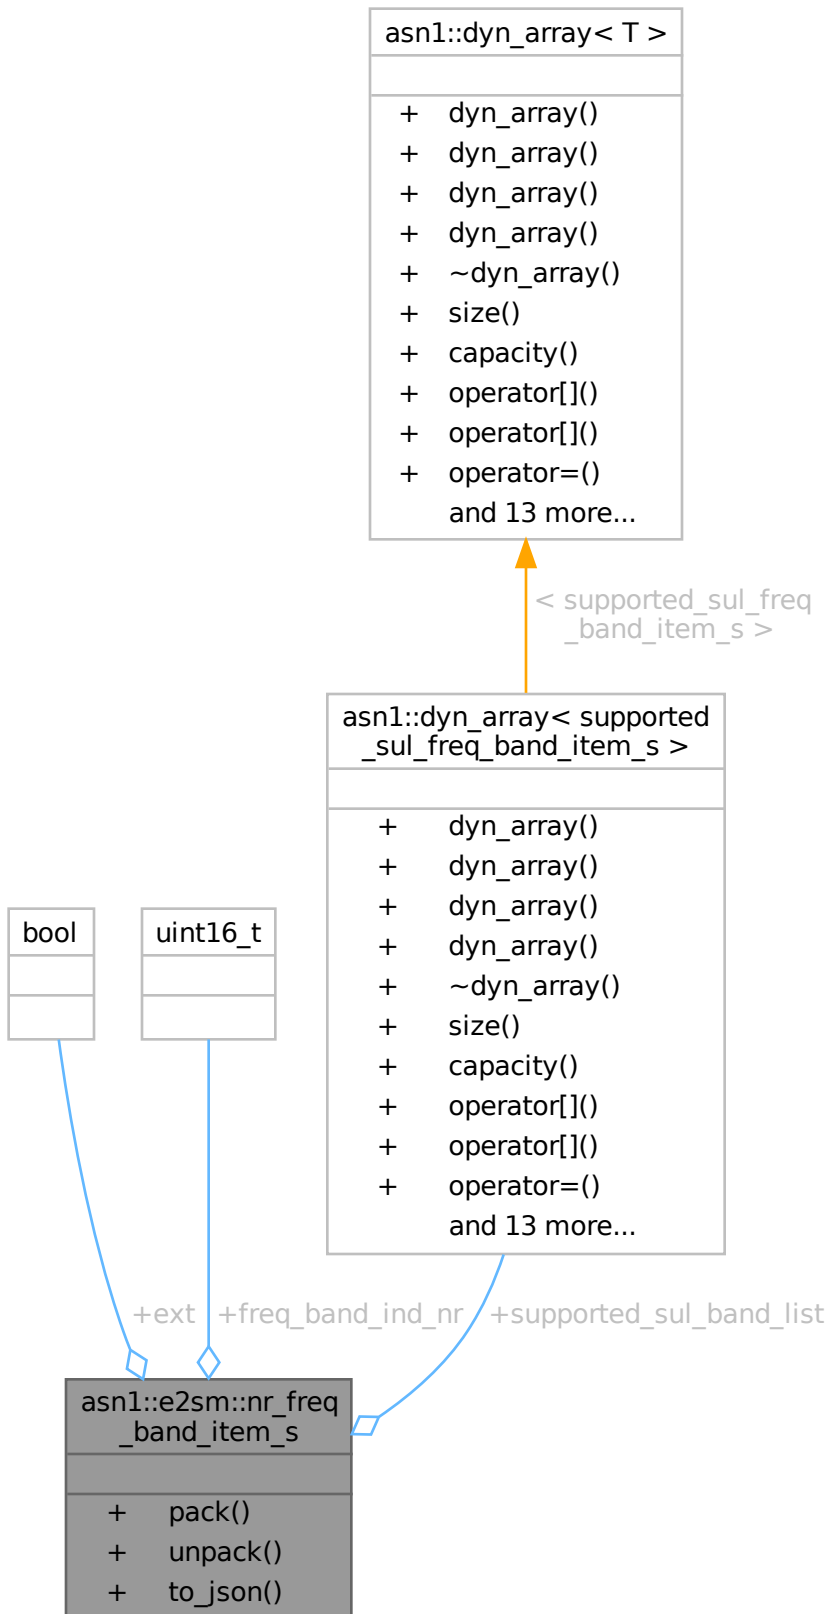 asn1::dyn_array< T >
+ dyn_array()
+ dyn_array()
+ dyn_array()
+ dyn_array()
+ ~dyn_array()
+ size()
+ capacity()
+ operator[]()
+ operator[]()
+ operator=()
and 13 more...
< supported_sul_freq
_band_item_s >
asn1::dyn_array< supported
_sul_freq_band_item_s >
+ dyn_array()
+ dyn_array()
+ dyn_array()
+ dyn_array()
+ ~dyn_array()
+ size()
+ capacity()
+ operator[]()
+ operator[]()
+ operator=()
and 13 more...
bool
uint16_t
+ext
+freq_band_ind_nr
+supported_sul_band_list
asn1::e2sm::nr_freq
_band_item_s
+ pack()
+ unpack()
+ to_json()